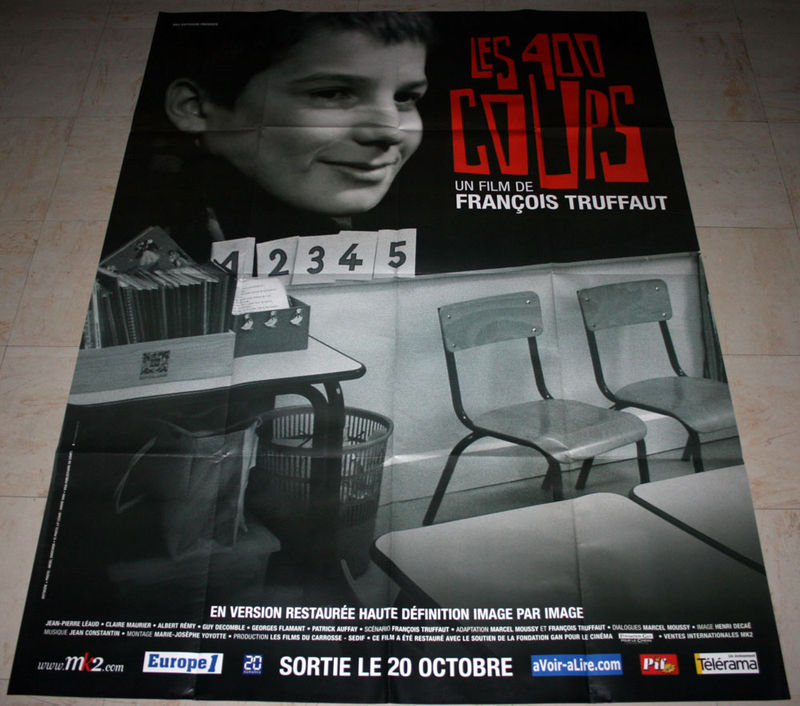 LES 400
COUPS
UN FILM DE
FRANÇOIS TRUFFAUT
1 2 3 4 5
EN VERSION RESTAURÉE HAUTE DÉFINITION IMAGE PAR IMAGE
JEAN-PIERRE LÉAUD • CLAIRE MAURIER • ALBERT RÉMY • GUY DECOMBLE • GEORGES FLAMANT • PATRICK AUFFAY • SCÉNARIO FRANÇOIS TRUFFAUT • ADAPTATION MARCEL MOUSSY ET FRANÇOIS TRUFFAUT • DIALOGUES MARCEL MOUSSY • IMAGE HENRI DECAË
MUSIQUE JEAN CONSTANTIN • MONTAGE MARIE-JOSÈPHE YOYOTTE • PRODUCTION LES FILMS DU CARROSSE - SEDIF • CE FILM A ÉTÉ RESTAURÉ AVEC LE SOUTIEN DE LA FONDATION GAN POUR LE CINÉMA • VENTES INTERNATIONALES MK2
www.mk2.com Europe 1 20 SORTIE LE 20 OCTOBRE aVoir-aLire.com Pif Un événement Télérama